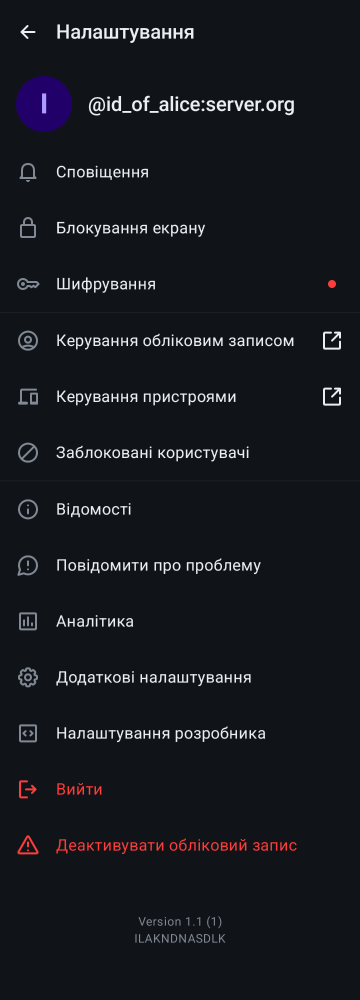 Налаштування
I
@id_of_alice:server.org
Сповіщення
Блокування екрану
Шифрування
Керування обліковим записом
Керування пристроями
Заблоковані користувачі
Відомості
Повідомити про проблему
Аналітика
Додаткові налаштування
Налаштування розробника
Вийти
Деактивувати обліковий запис
Version 1.1 (1)
ILAKNDNASDLK